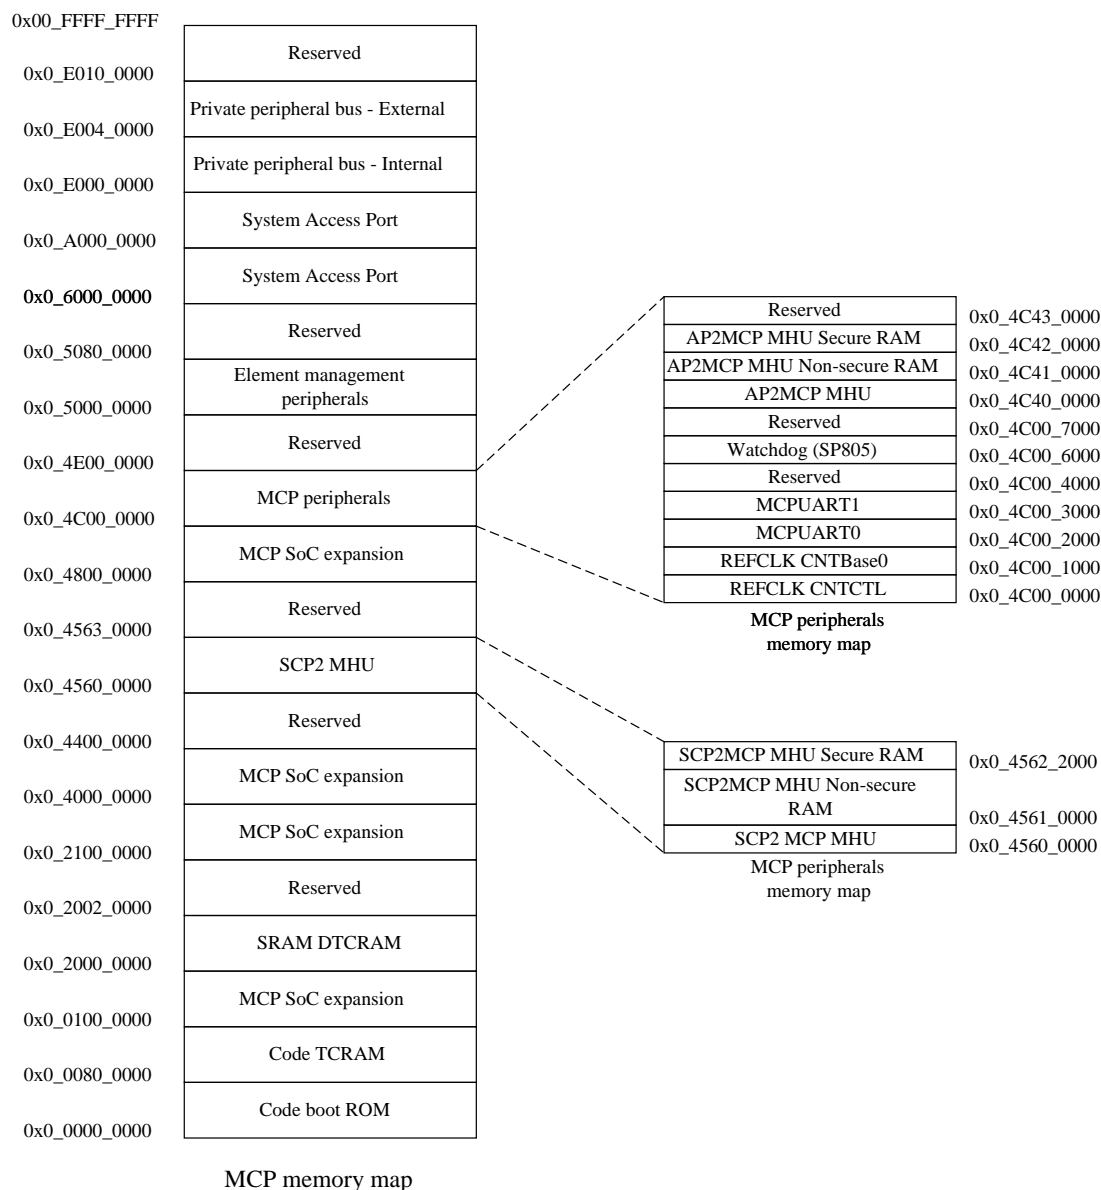 0x00_FFFF_FFFF
Reserved
0x0_E010_0000
Private peripheral bus - External
0x0_E004_0000
Private peripheral bus - Internal
0x0_E000_0000
System Access Port
0x0_A000_0000
System Access Port
0x0_6000_0000
Reserved
0x0_5080_0000
Element management
peripherals
0x0_5000_0000
Reserved
0x0_4E00_0000
MCP peripherals
0x0_4C00_0000
MCP SoC expansion
0x0_4800_0000
Reserved
0x0_4563_0000
SCP2 MHU
0x0_4560_0000
Reserved
0x0_4400_0000
MCP SoC expansion
0x0_4000_0000
MCP SoC expansion
0x0_2100_0000
Reserved
0x0_2002_0000
SRAM DTCRAM
0x0_2000_0000
MCP SoC expansion
0x0_0100_0000
Code TCRAM
0x0_0080_0000
Code boot ROM
0x0_0000_0000
MCP memory map
Reserved
0x0_4C43_0000
AP2MCP MHU Secure RAM
0x0_4C42_0000
AP2MCP MHU Non-secure RAM
0x0_4C41_0000
AP2MCP MHU
0x0_4C40_0000
Reserved
0x0_4C00_7000
Watchdog (SP805)
0x0_4C00_6000
Reserved
0x0_4C00_4000
MCPUART1
0x0_4C00_3000
MCPUART0
0x0_4C00_2000
REFCLK CNTBase0
0x0_4C00_1000
REFCLK CNTCTL
0x0_4C00_0000
MCP peripherals
memory map
SCP2MCP MHU Secure RAM
0x0_4562_2000
SCP2MCP MHU Non-secure
RAM
0x0_4561_0000
SCP2 MCP MHU
0x0_4560_0000
MCP peripherals
memory map